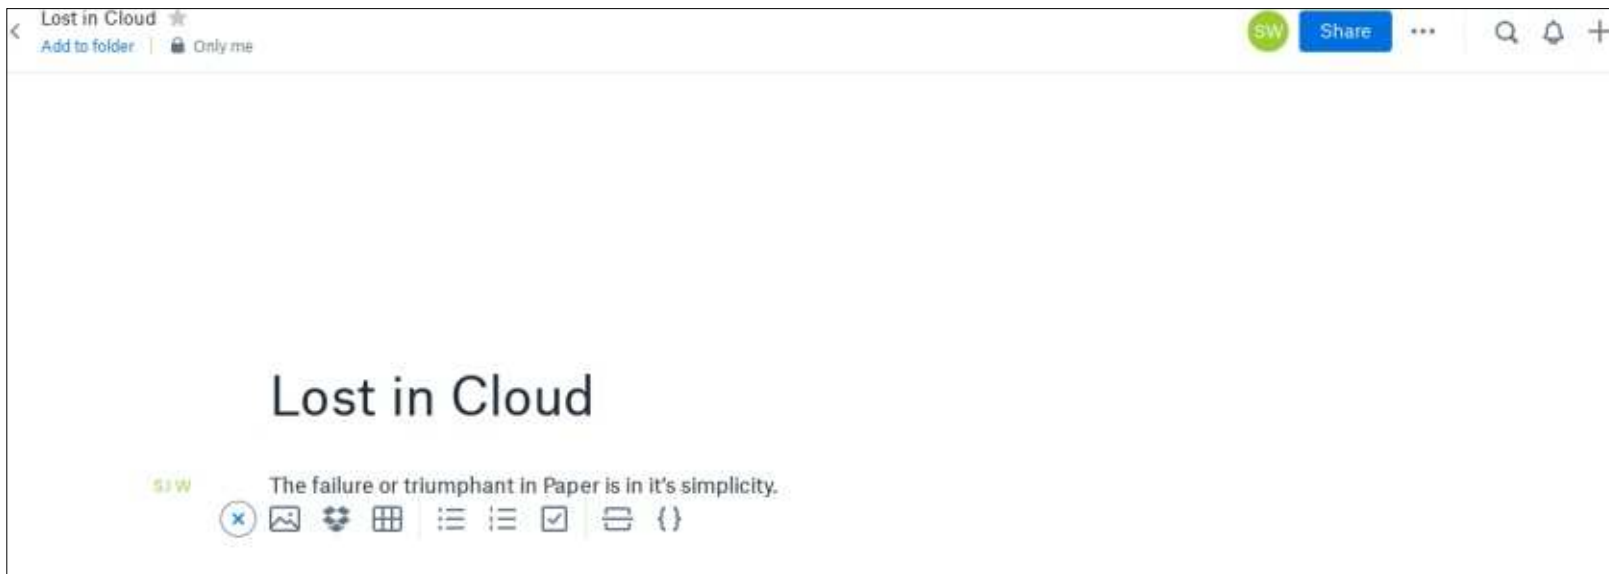 Lost in Cloud
Add to folder Only me
SW Share
Lost in Cloud
SJW The failure or triumphant in Paper is in it's simplicity.